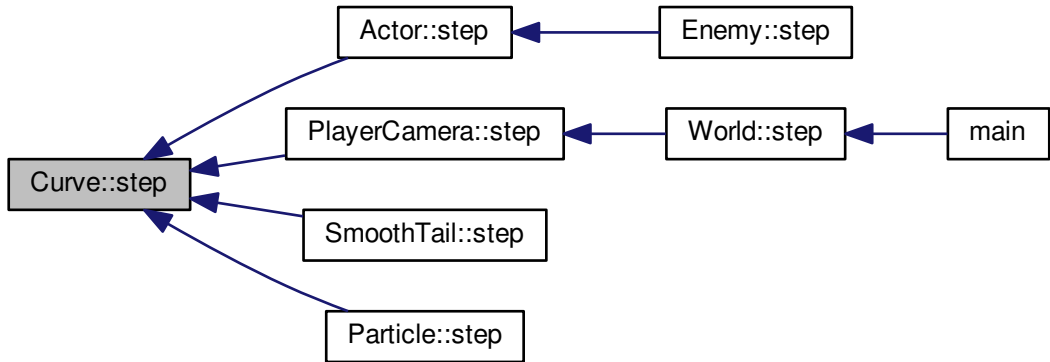 Actor::step
Enemy::step
PlayerCamera::step
World::step
main
Curve::step
SmoothTail::step
Particle::step